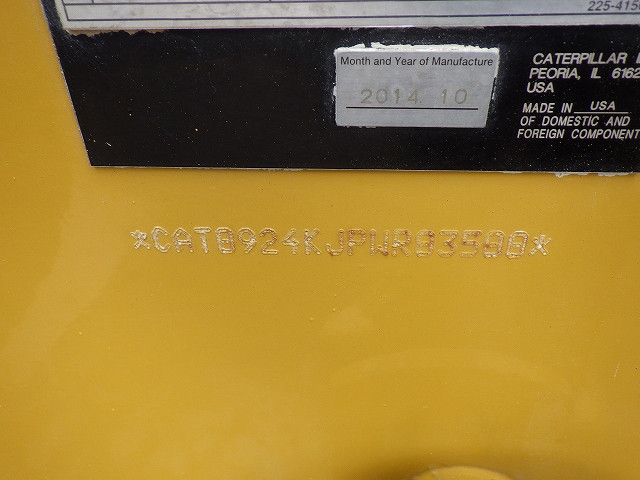 225-415
Month and Year of Manufacture
2014 10
CATERPILLAR
PEORIA, IL 6162
USA
MADE IN USA
OF DOMESTIC AND
FOREIGN COMPONENT
*CAT0924KJPWR03500*